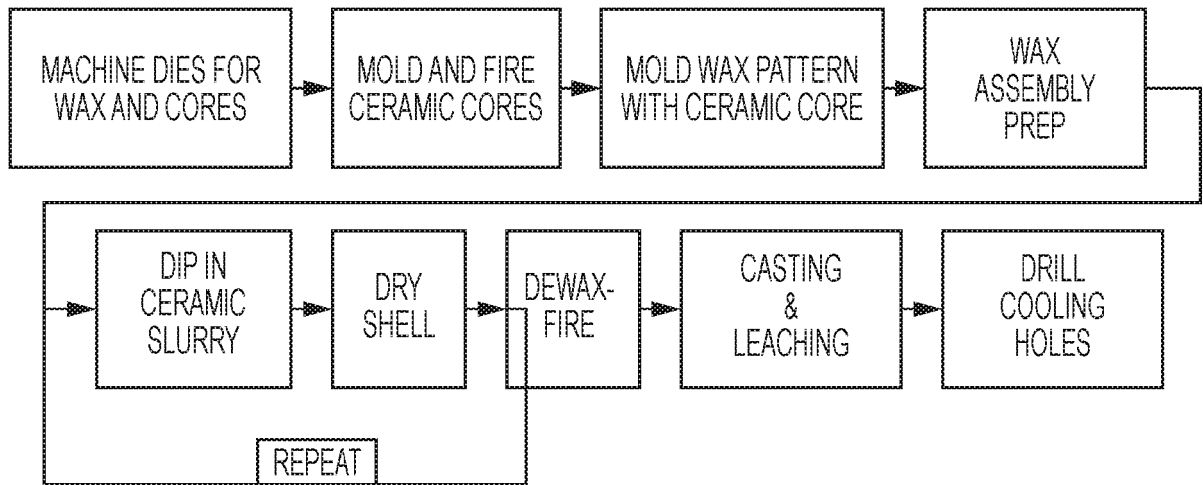 MACHINE DIES FOR
WAX AND CORES
MOLD AND FIRE
CERAMIC CORES
MOLD WAX PATTERN
WITH CERAMIC CORE
WAX
ASSEMBLY
PREP
DIP IN
CERAMIC
SLURRY
DRY
SHELL
DEWAX-
FIRE
CASTING
&
LEACHING
DRILL
COOLING
HOLES
REPEAT